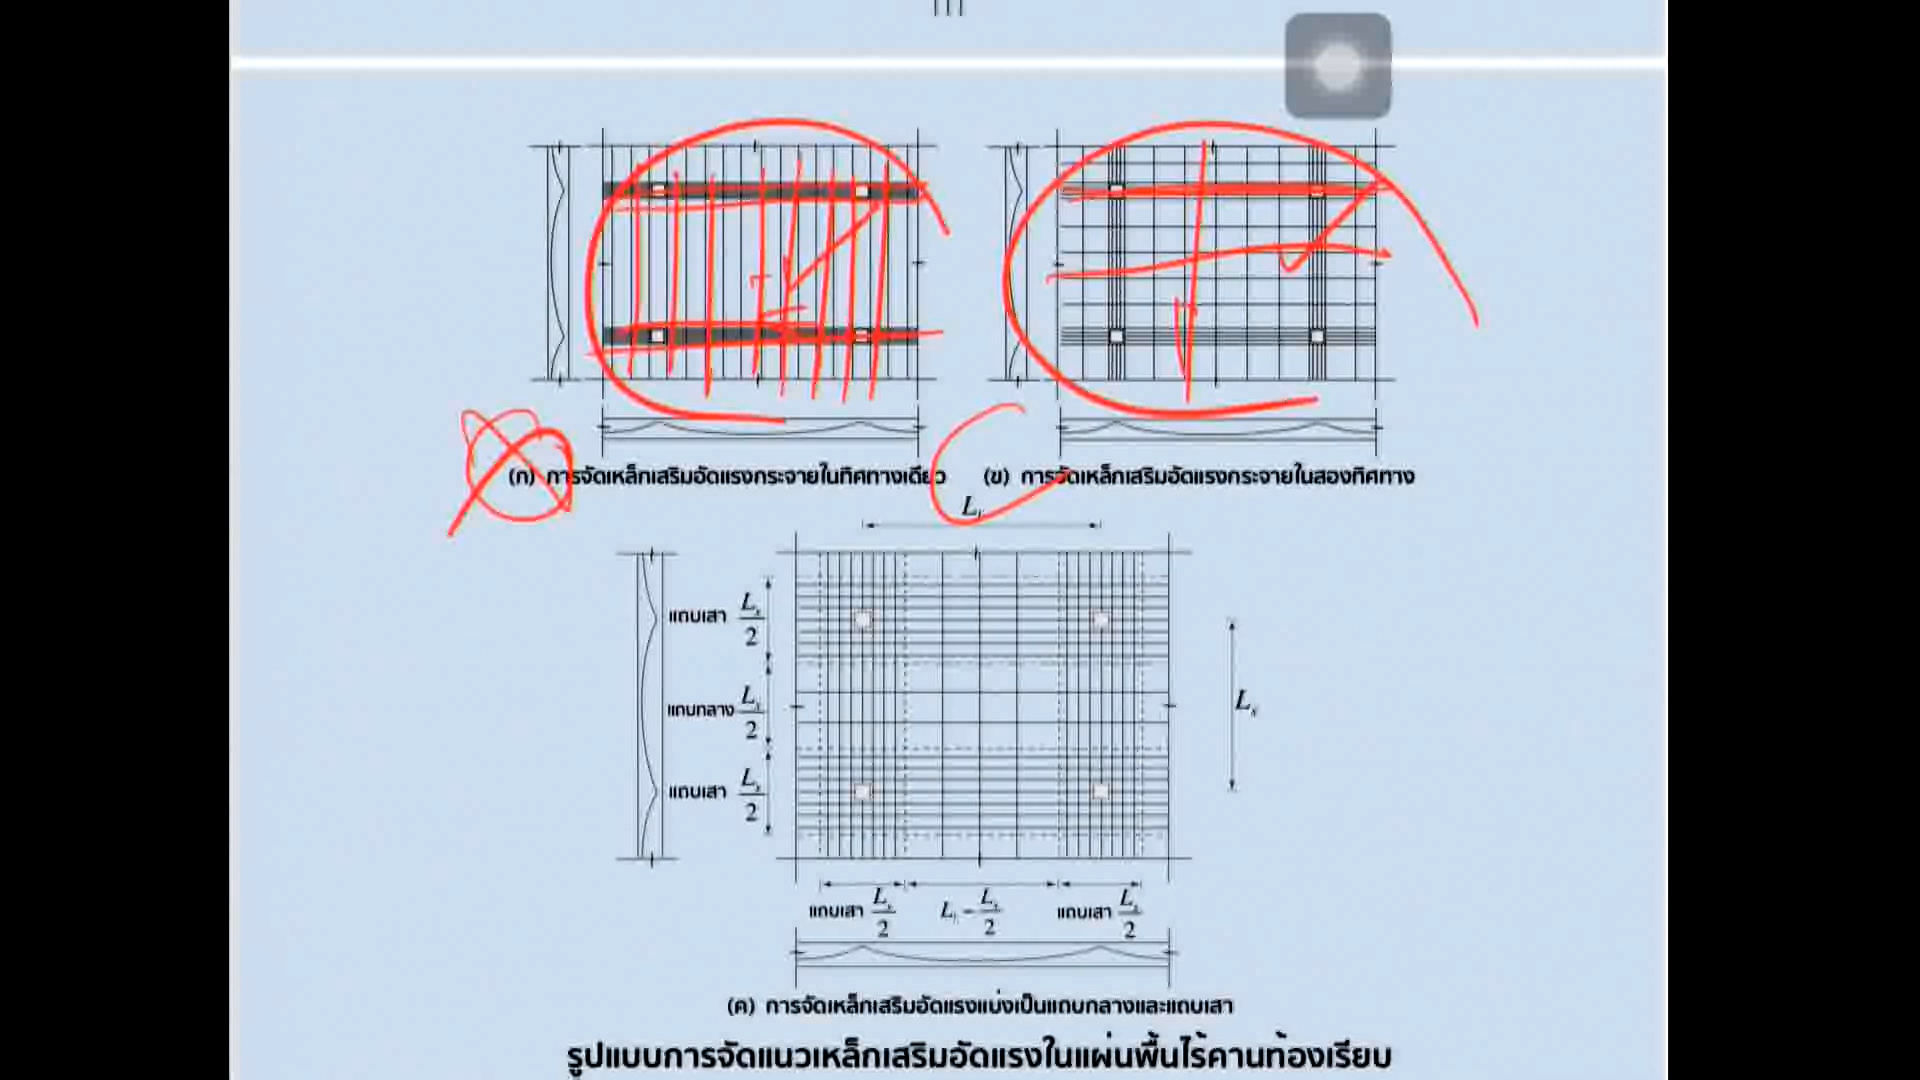 (ก) การจัดเหล็กเสริมอัดแรงกระจายในทิศทางเดียว
(ข) การจัดเหล็กเสริมอัดแรงกระจายในสองทิศทาง
แถบเสา L_s/2
แถบกลาง L_s/2
แถบเสา L_s/2
L_s
แถบเสา L_s/2
L_l - L_s/2
แถบเสา L_s/2
(ค) การจัดเหล็กเสริมอัดแรงแบ่งเป็นแถบกลางและแถบเสา
รูปแบบการจัดแนวเหล็กเสริมอัดแรงในแผ่นพื้นไร้คานท้องเรียบ